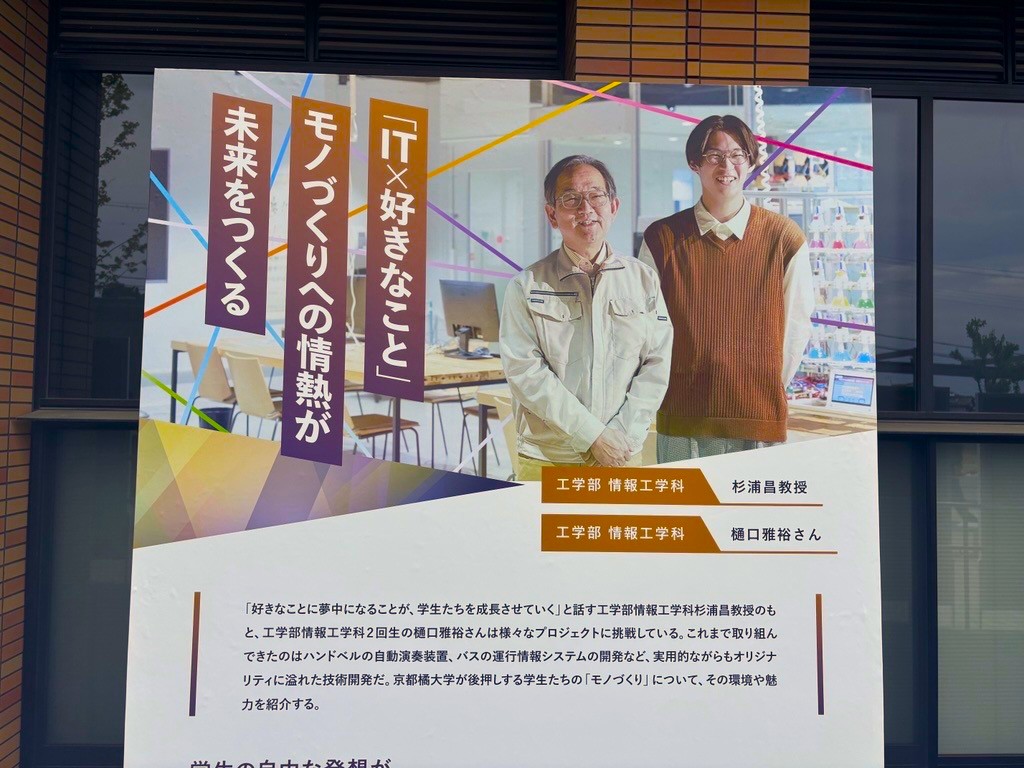 「IT×好きなこと」
モノづくりへの情熱が
未来をつくる
工学部 情報工学科 杉浦昌教授
工学部 情報工学科 樋口雅裕さん
「好きなことに夢中になることが、学生たちを成長させていく」と話す工学部情報工学科杉浦昌教授のも
と、工学部情報工学科2回生の樋口雅裕さんは様々なプロジェクトに挑戦している。これまで取り組ん
できたのはハンドベルの自動演奏装置、バスの運行情報システムの開発など、実用的ながらもオリジナ
リティに溢れた技術開発だ。京都橘大学が後押しする学生たちの「モノづくり」について、その環境や魅
力を紹介する。
学生の自由な発想が